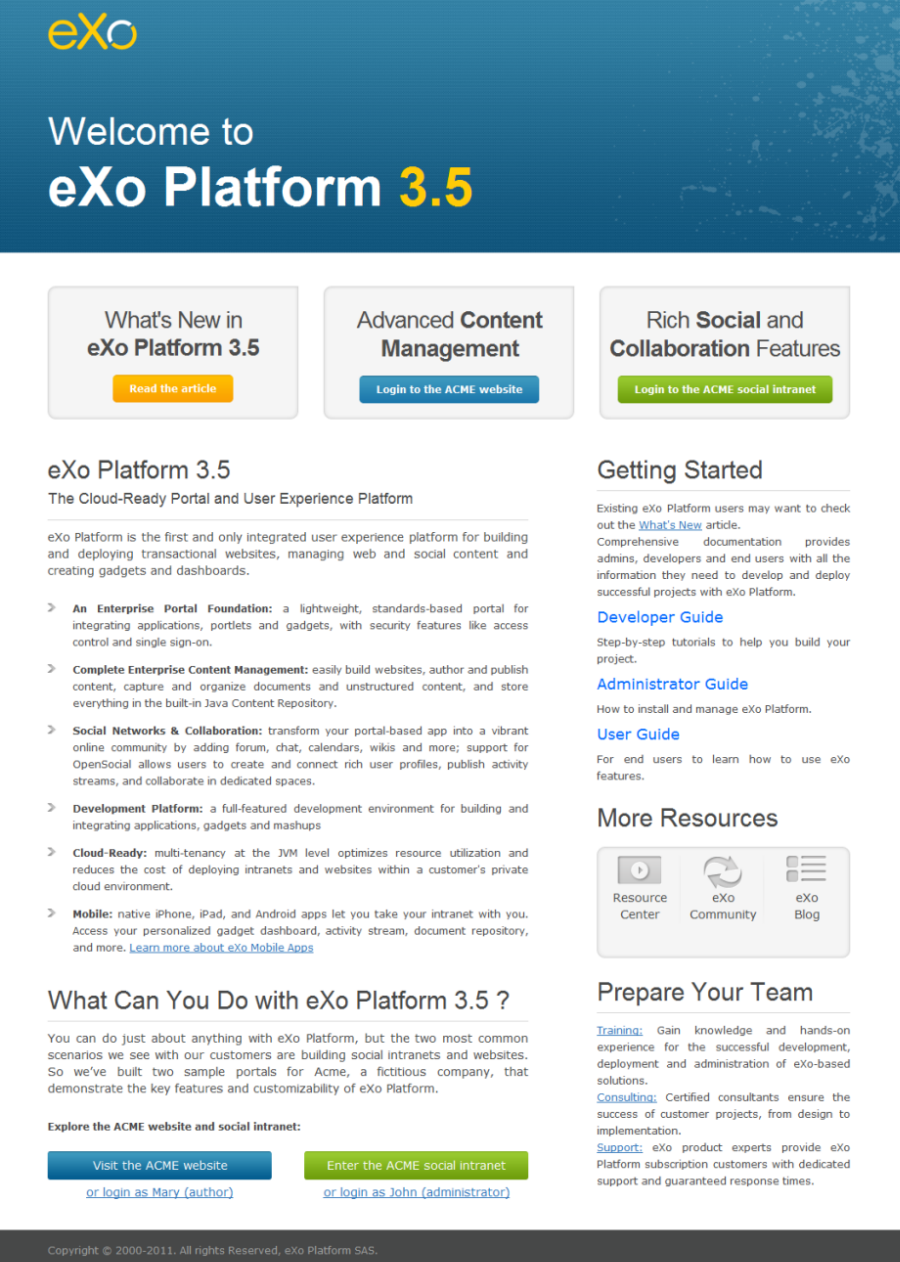 eXo
Welcome to
eXo Platform 3.5
What's New in
eXo Platform 3.5
Read the article
Advanced Content
Management
Login to the ACME website
Rich Social and
Collaboration Features
Login to the ACME social intranet
eXo Platform 3.5
The Cloud-Ready Portal and User Experience Platform
eXo Platform is the first and only integrated user experience platform for building
and deploying transactional websites, managing web and social content and
creating gadgets and dashboards.
An Enterprise Portal Foundation: a lightweight, standards-based portal for
integrating applications, portlets and gadgets, with security features like access
control and single sign-on.
Complete Enterprise Content Management: easily build websites, author and publish
content, capture and organize documents and unstructured content, and store
everything in the built-in Java Content Repository.
Social Networks & Collaboration: transform your portal-based app into a vibrant
online community by adding forum, chat, calendars, wikis and more; support for
OpenSocial allows users to create and connect rich user profiles, publish activity
streams, and collaborate in dedicated spaces.
Development Platform: a full-featured development environment for building and
integrating applications, gadgets and mashups
Cloud-Ready: multi-tenancy at the JVM level optimizes resource utilization and
reduces the cost of deploying intranets and websites within a customer's private
cloud environment.
Mobile: native iPhone, iPad, and Android apps let you take your intranet with you.
Access your personalized gadget dashboard, activity stream, document repository,
and more. Learn more about eXo Mobile Apps
What Can You Do with eXo Platform 3.5 ?
You can do just about anything with eXo Platform, but the two most common
scenarios we see with our customers are building social intranets and websites.
So we've built two sample portals for Acme, a fictitious company, that
demonstrate the key features and customizability of eXo Platform.
Explore the ACME website and social intranet:
Visit the ACME website
or login as Mary (author)
Enter the ACME social intranet
or login as John (administrator)
Getting Started
Existing eXo Platform users may want to check
out the What's New article.
Comprehensive documentation provides
admins, developers and end users with all the
information they need to develop and deploy
successful projects with eXo Platform.
Developer Guide
Step-by-step tutorials to help you build your
project.
Administrator Guide
How to install and manage eXo Platform.
User Guide
For end users to learn how to use eXo
features.
More Resources
Resource
Center
eXo
Community
eXo
Blog
Prepare Your Team
Training: Gain knowledge and hands-on
experience for the successful development,
deployment and administration of eXo-based
solutions.
Consulting: Certified consultants ensure the
success of customer projects, from design to
implementation.
Support: eXo product experts provide eXo
Platform subscription customers with dedicated
support and guaranteed response times.
Copyright © 2000-2011. All rights Reserved, eXo Platform SAS.